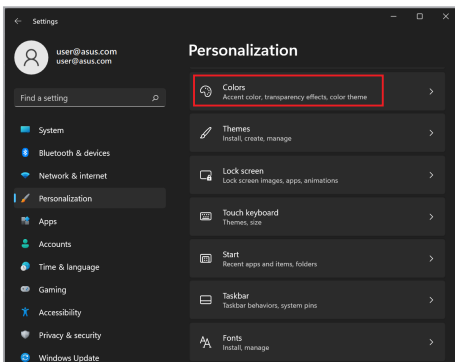 Settings
user@asus.com
user@asus.com
Find a setting
System
Bluetooth & devices
Network & internet
Personalization
Apps
Accounts
Time & language
Gaming
Accessibility
Privacy & security
Windows Update
Personalization
Colors
Accent color, transparency effects, color theme
Themes
Install, create, manage
Lock screen
Lock screen images, apps, animations
Touch keyboard
Themes, size
Start
Recent apps and items, folders
Taskbar
Taskbar behaviors, system pins
Fonts
Install, manage